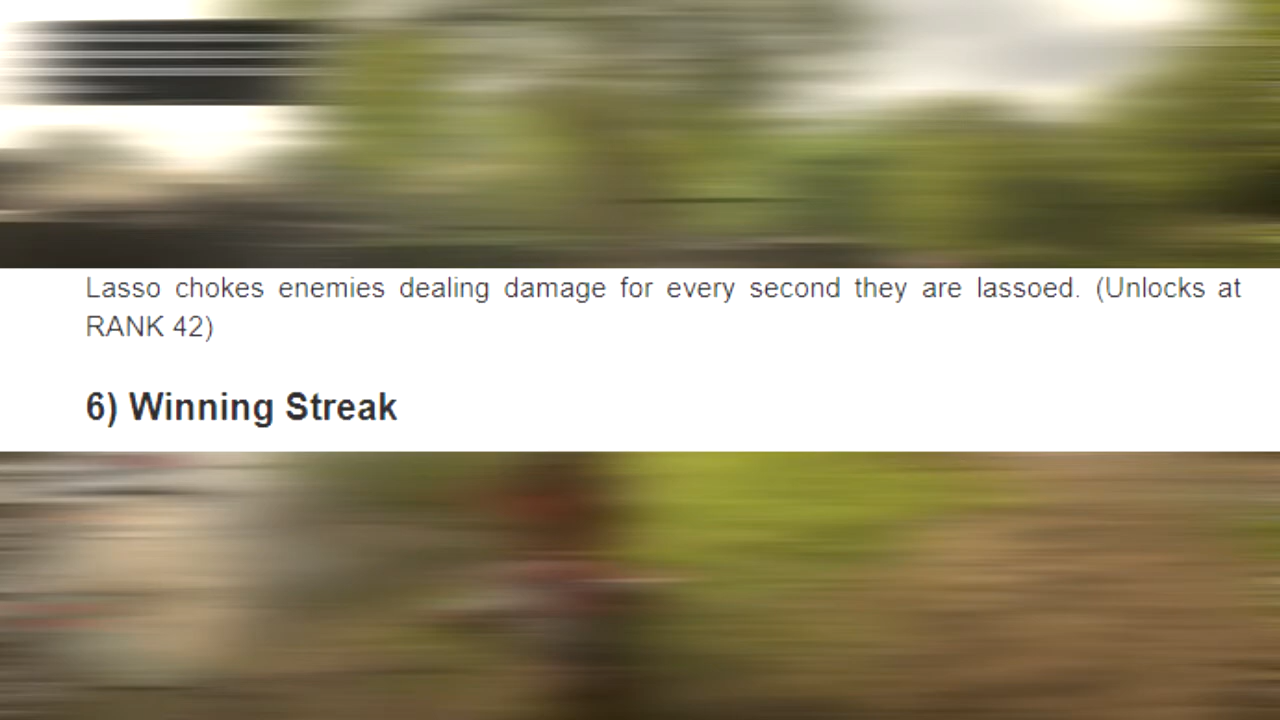 Lasso chokes enemies dealing damage for every second they are lassoed. (Unlocks at
RANK 42)
6) Winning Streak